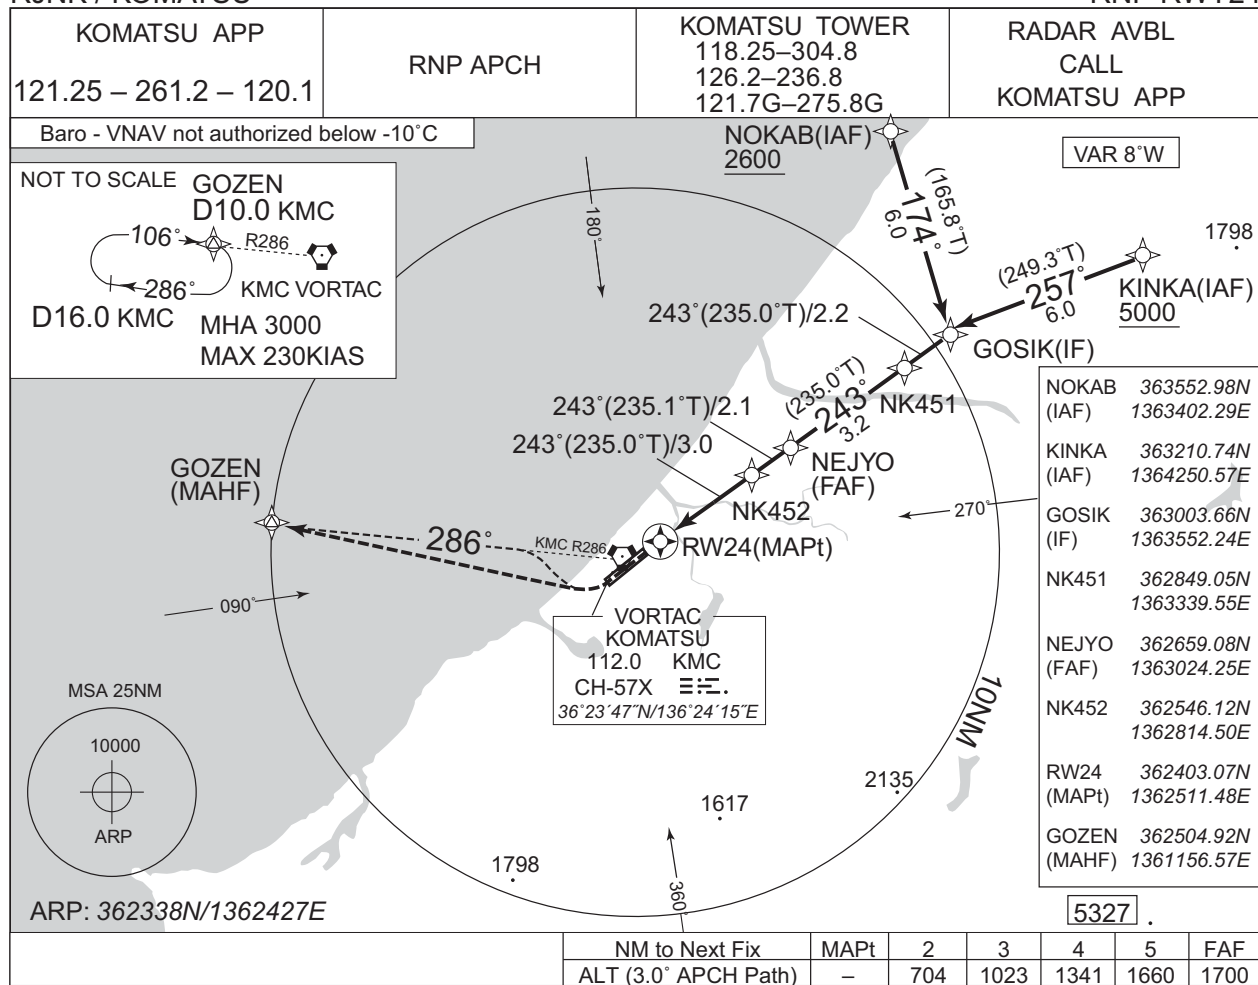 KOMATSU APP
121.25 – 261.2 – 120.1
RNP APCH
KOMATSU TOWER
118.25–304.8
126.2–236.8
121.7G–275.8G
RADAR AVBL
CALL
KOMATSU APP
Baro - VNAV not authorized below -10˚C
NOKAB(IAF)
2600
VAR 8˚W
NOT TO SCALE
GOZEN
D10.0 KMC
106˚
R286
286˚
KMC VORTAC
D16.0 KMC
MHA 3000
MAX 230KIAS
180˚
(165.8˚T)
174˚
6.0
1798
(249.3˚T)
257˚
6.0
KINKA(IAF)
5000
243˚(235.0˚T)/2.2
GOSIK(IF)
(235.0˚T)
243˚
3.2
NK451
243˚(235.1˚T)/2.1
243˚(235.0˚T)/3.0
NEJYO
(FAF)
NK452
GOZEN
(MAHF)
286˚
KMC R286
RW24(MAPt)
270˚
090˚
VORTAC
KOMATSU
112.0 KMC
CH-57X
36˚23´47˝N/136˚24´15˝E
NOKAB 363552.98N
(IAF) 1363402.29E
KINKA 363210.74N
(IAF) 1364250.57E
GOSIK 363003.66N
(IF) 1363552.24E
NK451 362849.05N
1363339.55E
NEJYO 362659.08N
(FAF) 1363024.25E
NK452 362546.12N
1362814.50E
RW24 362403.07N
(MAPt) 1362511.48E
GOZEN 362504.92N
(MAHF) 1361156.57E
10NM
MSA 25NM
10000
ARP
2135
1617
1798
360˚
ARP: 362338N/1362427E
5327
NM to Next Fix MAPt 2 3 4 5 FAF
ALT (3.0˚ APCH Path) – 704 1023 1341 1660 1700